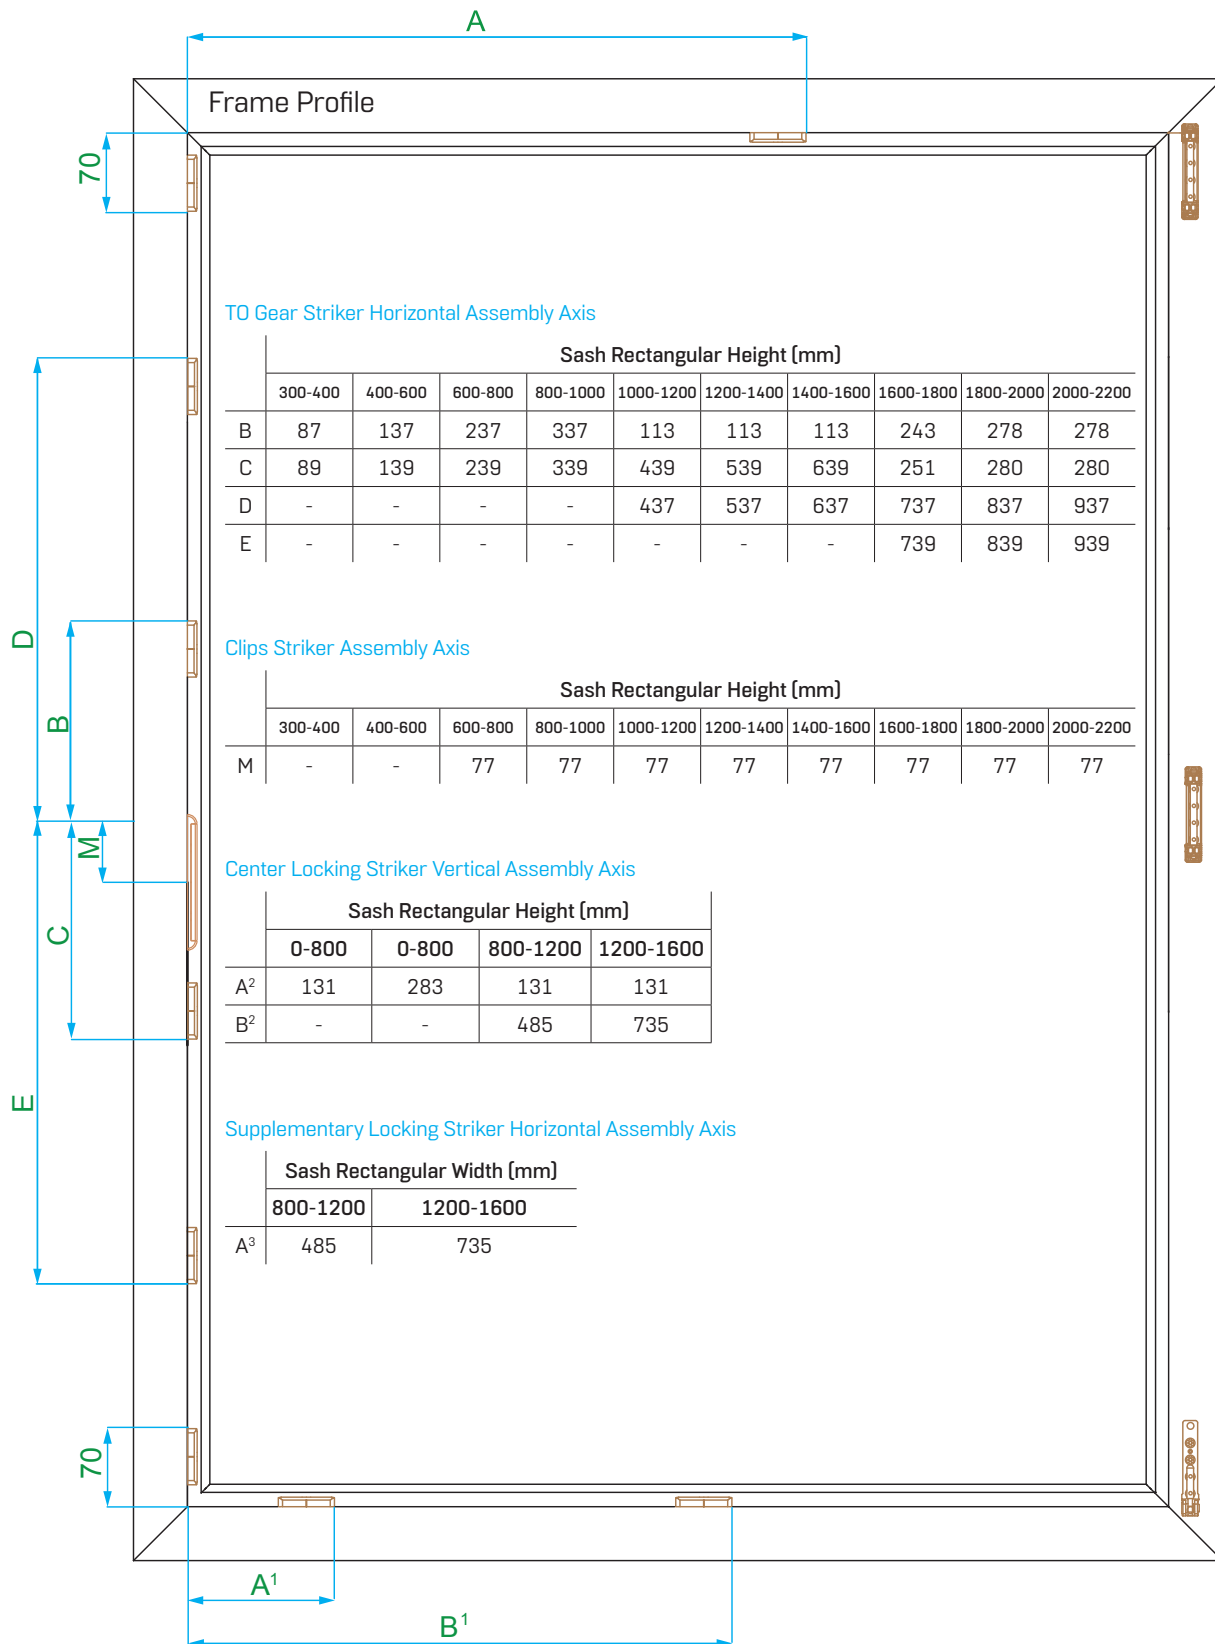 A
Frame Profile
70
TO Gear Striker Horizontal Assembly Axis
Sash Rectangular Height (mm)
300-400 400-600 600-800 800-1000 1000-1200 1200-1400 1400-1600 1600-1800 1800-2000 2000-2200
B 87 137 237 337 113 113 113 243 278 278
C 89 139 239 339 439 539 639 251 280 280
D - - - - 437 537 637 737 837 937
E - - - - - - - 739 839 939
D
B
Clips Striker Assembly Axis
Sash Rectangular Height (mm)
300-400 400-600 600-800 800-1000 1000-1200 1200-1400 1400-1600 1600-1800 1800-2000 2000-2200
M - - 77 77 77 77 77 77 77 77
M
C
E
Center Locking Striker Vertical Assembly Axis
Sash Rectangular Height (mm)
0-800 0-800 800-1200 1200-1600
A² 131 283 131 131
B² - - 485 735
Supplementary Locking Striker Horizontal Assembly Axis
Sash Rectangular Width (mm)
800-1200 1200-1600
A³ 485 735
70
A¹
B¹